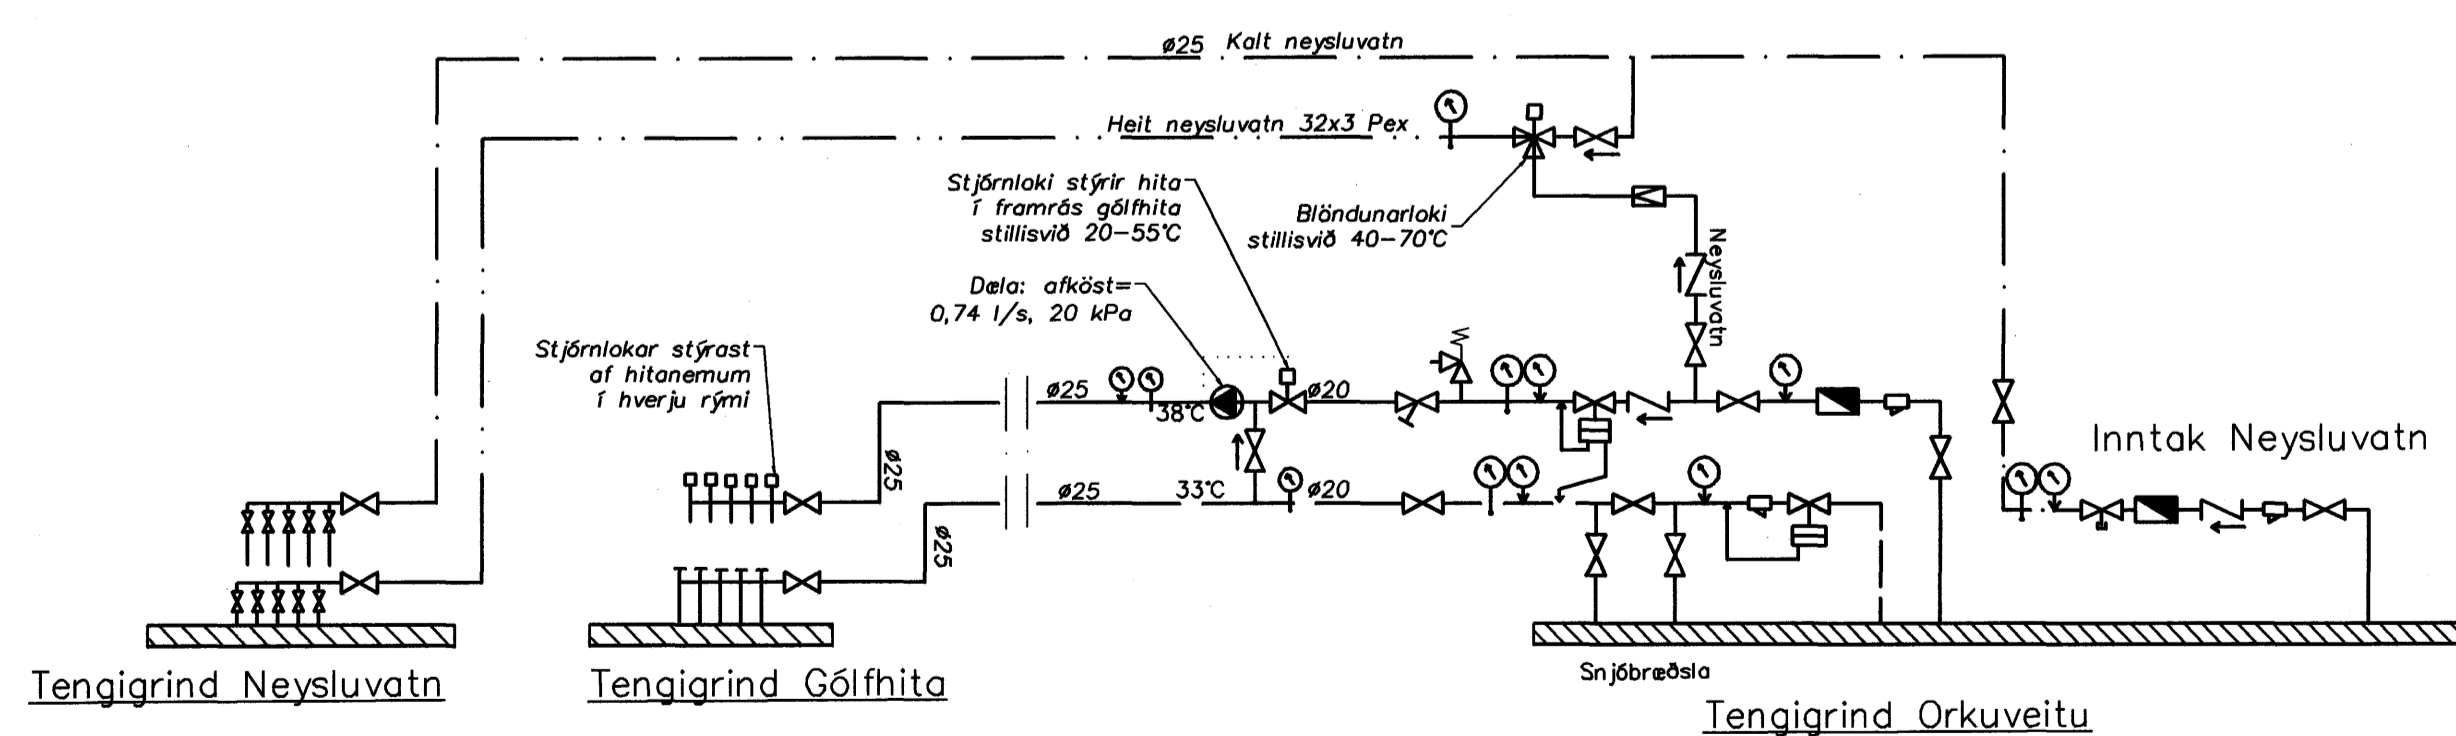 ø25 Kalt neysluvatn
Heit neysluvatn 32x3 Pex
Stjórnloki stýrir hita
í framrás gólfhita
stillisvið 20-55°C
Blöndunarloki
stillisvið 40-70°C
Neysluvatn
Dæla: afköst=
0,74 l/s, 20 kPa
Stjórnlokar stýrast
af hitanemum
í hverju rými
ø25
38°C
ø20
ø25
33°C
ø20
ø25
ø25
Inntak Neysluvatn
Tengigrind Neysluvatn
Tengigrind Gólfhita
Snjóbræðsla
Tengigrind Orkuveitu